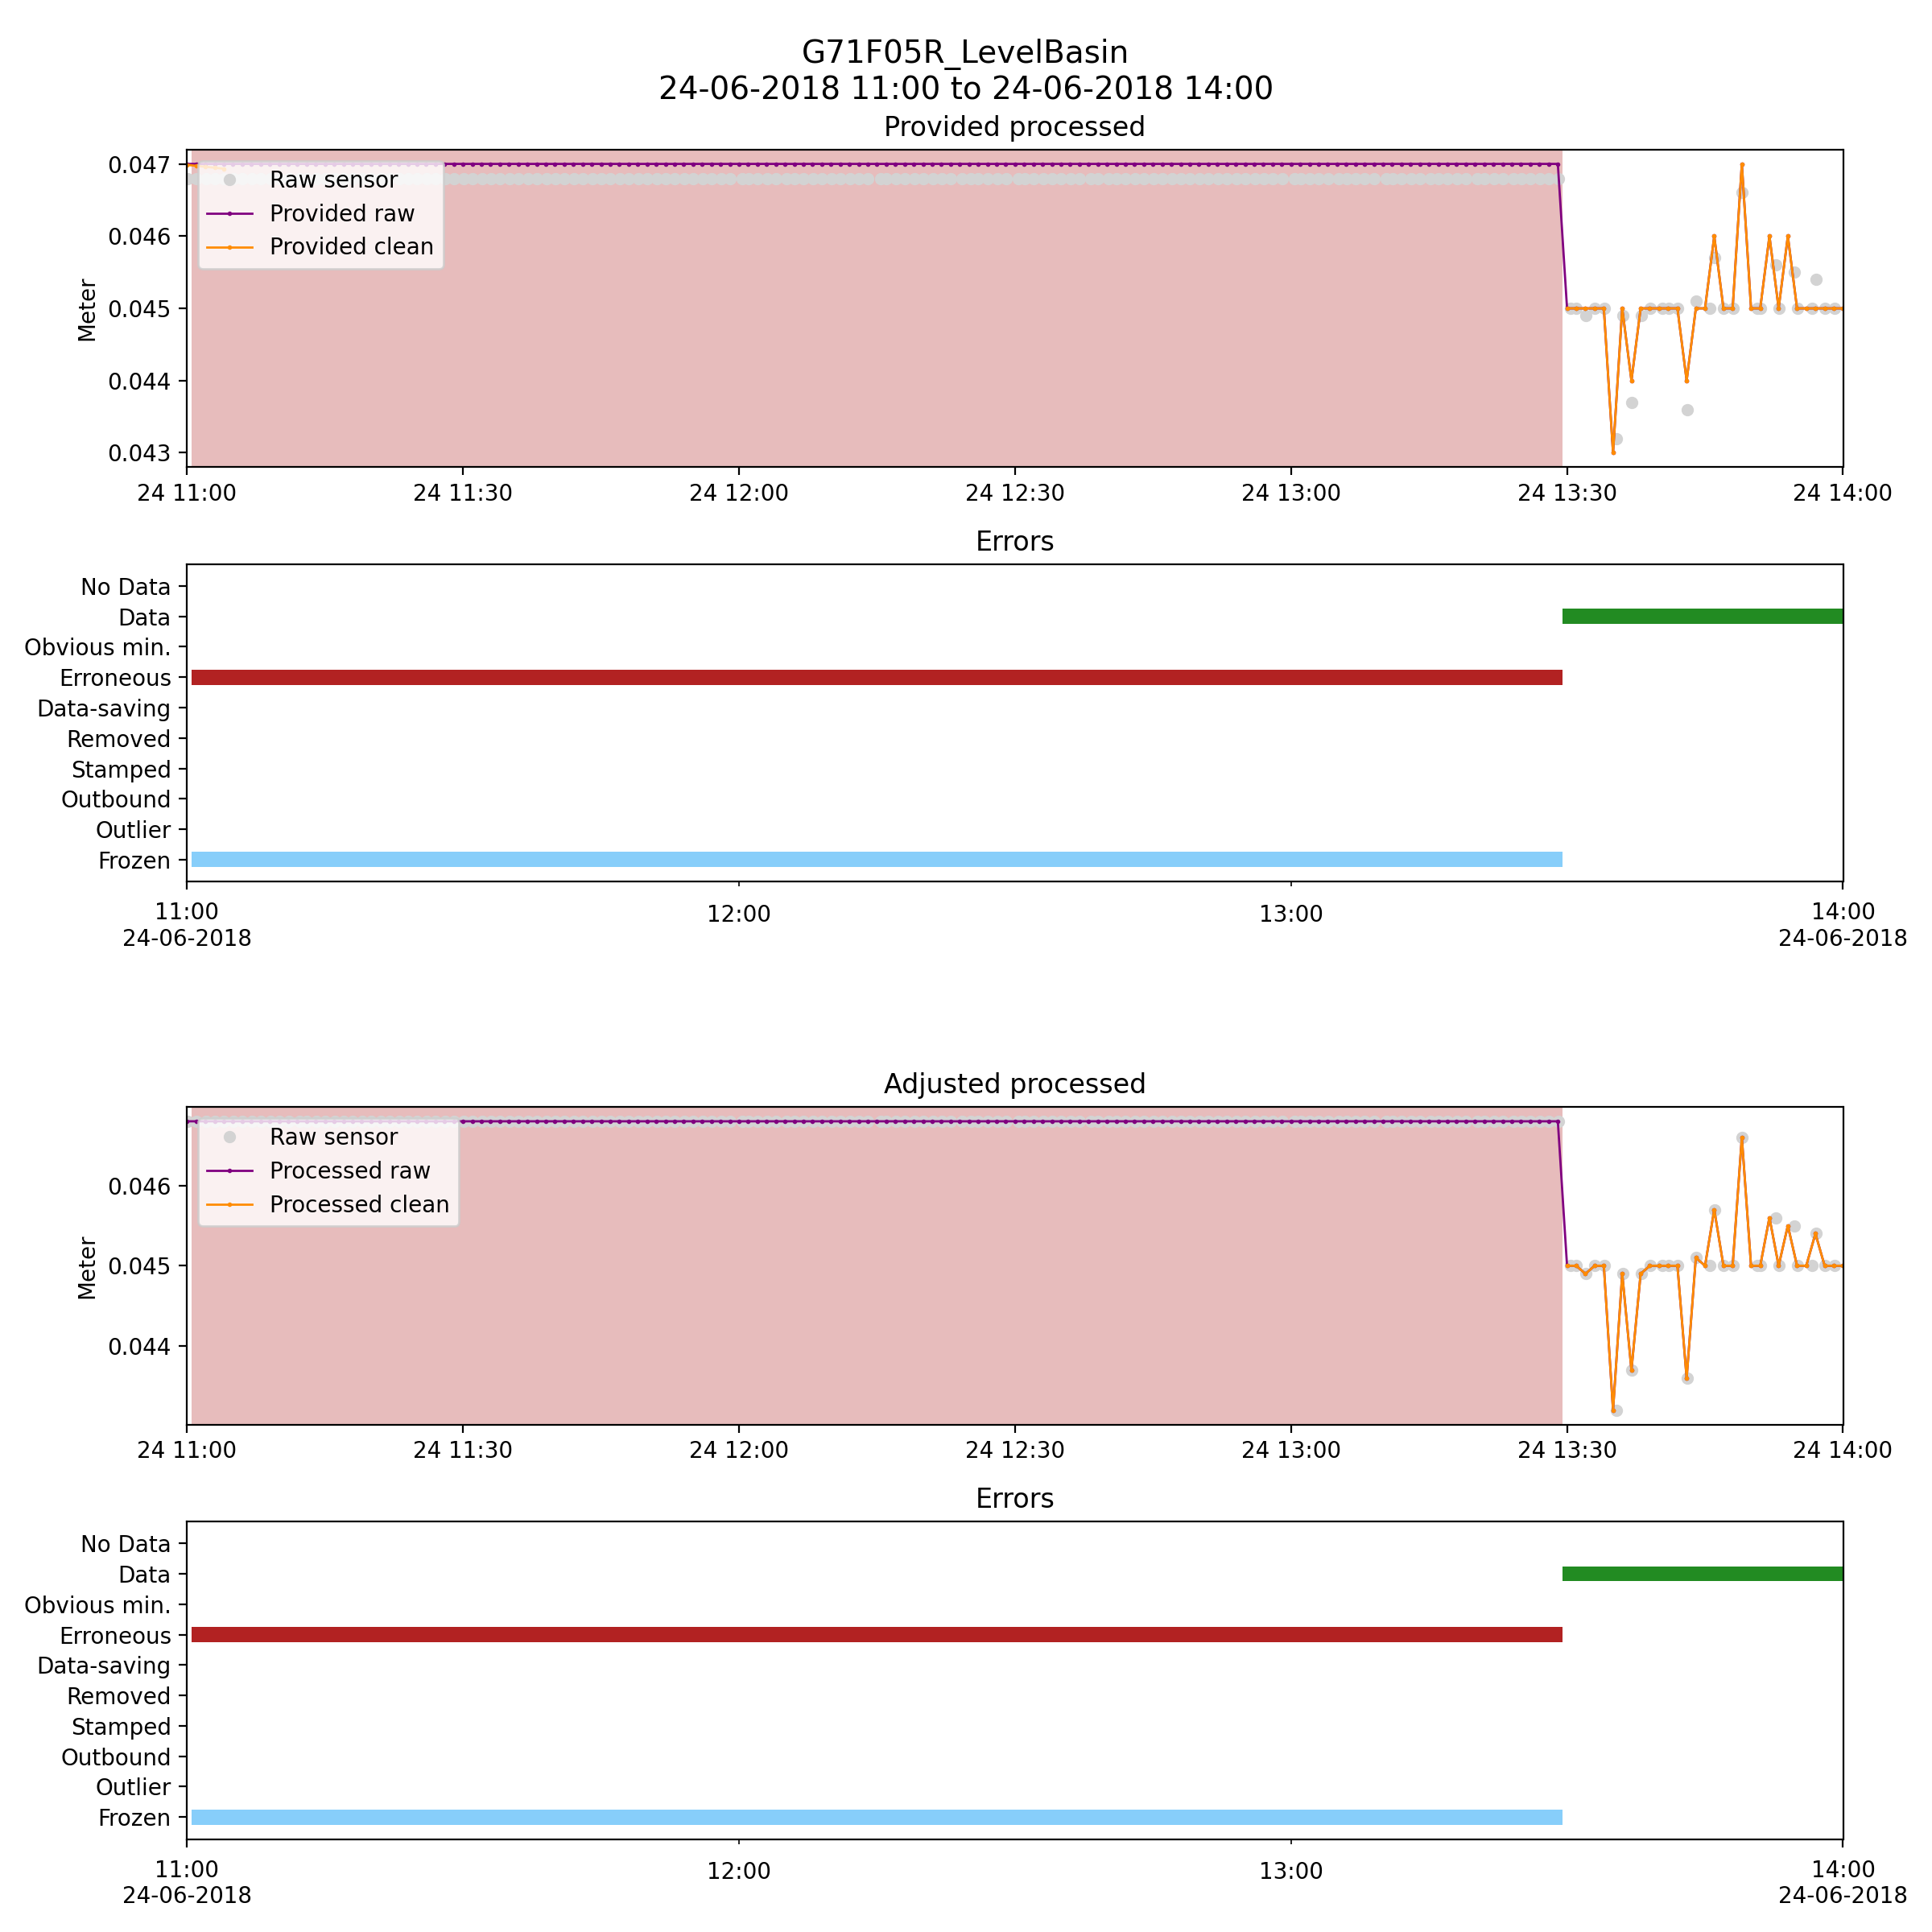 G71F05R_LevelBasin
24-06-2018 11:00 to 24-06-2018 14:00
Provided processed
Meter
0.047
0.046
0.045
0.044
0.043
Raw sensor
Provided raw
Provided clean
24 11:00 24 11:30 24 12:00 24 12:30 24 13:00 24 13:30 24 14:00
Errors
No Data
Data
Obvious min.
Erroneous
Data-saving
Removed
Stamped
Outbound
Outlier
Frozen
11:00 12:00 13:00 14:00
24-06-2018 24-06-2018
Adjusted processed
Meter
0.046
0.045
0.044
Raw sensor
Processed raw
Processed clean
24 11:00 24 11:30 24 12:00 24 12:30 24 13:00 24 13:30 24 14:00
Errors
No Data
Data
Obvious min.
Erroneous
Data-saving
Removed
Stamped
Outbound
Outlier
Frozen
11:00 12:00 13:00 14:00
24-06-2018 24-06-2018